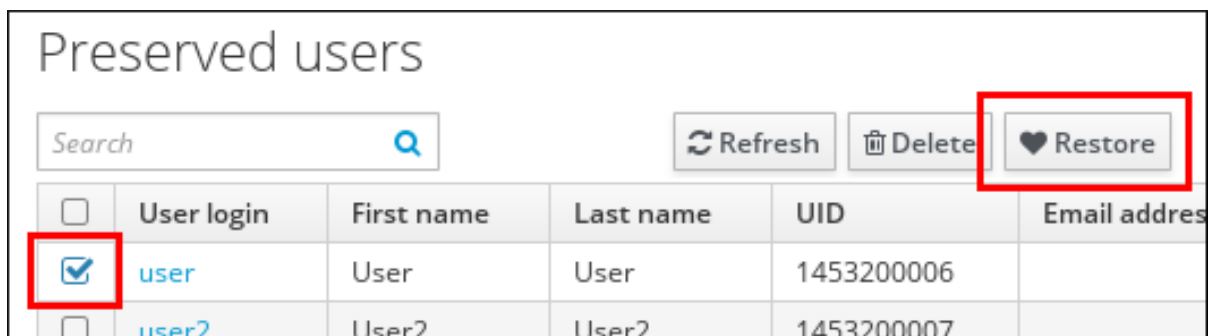 Preserved users
Search Refresh Delete Restore
User login First name Last name UID Email addres
user User User 1453200006
user2 User2 User2 1453200007